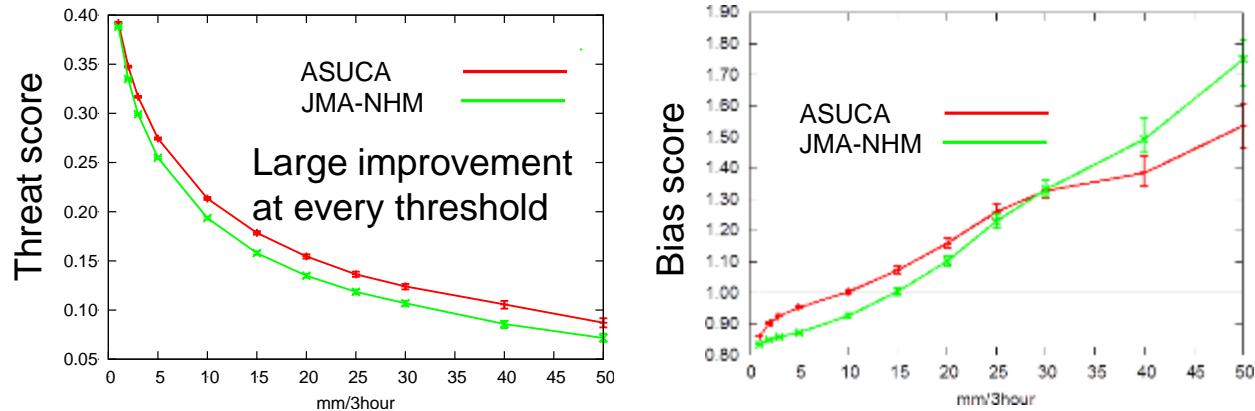 0.40
0.35
0.30
0.25
0.20
0.15
0.10
0.05
Threat score
ASUCA
JMA-NHM
Large improvement
at every threshold
0 5 10 15 20 25 30 35 40 45 50
mm/3hour
1.90
1.80
1.70
1.60
1.50
1.40
1.30
1.20
1.10
1.00
0.90
0.80
Bias score
ASUCA
JMA-NHM
0 5 10 15 20 25 30 35 40 45 50
mm/3hour